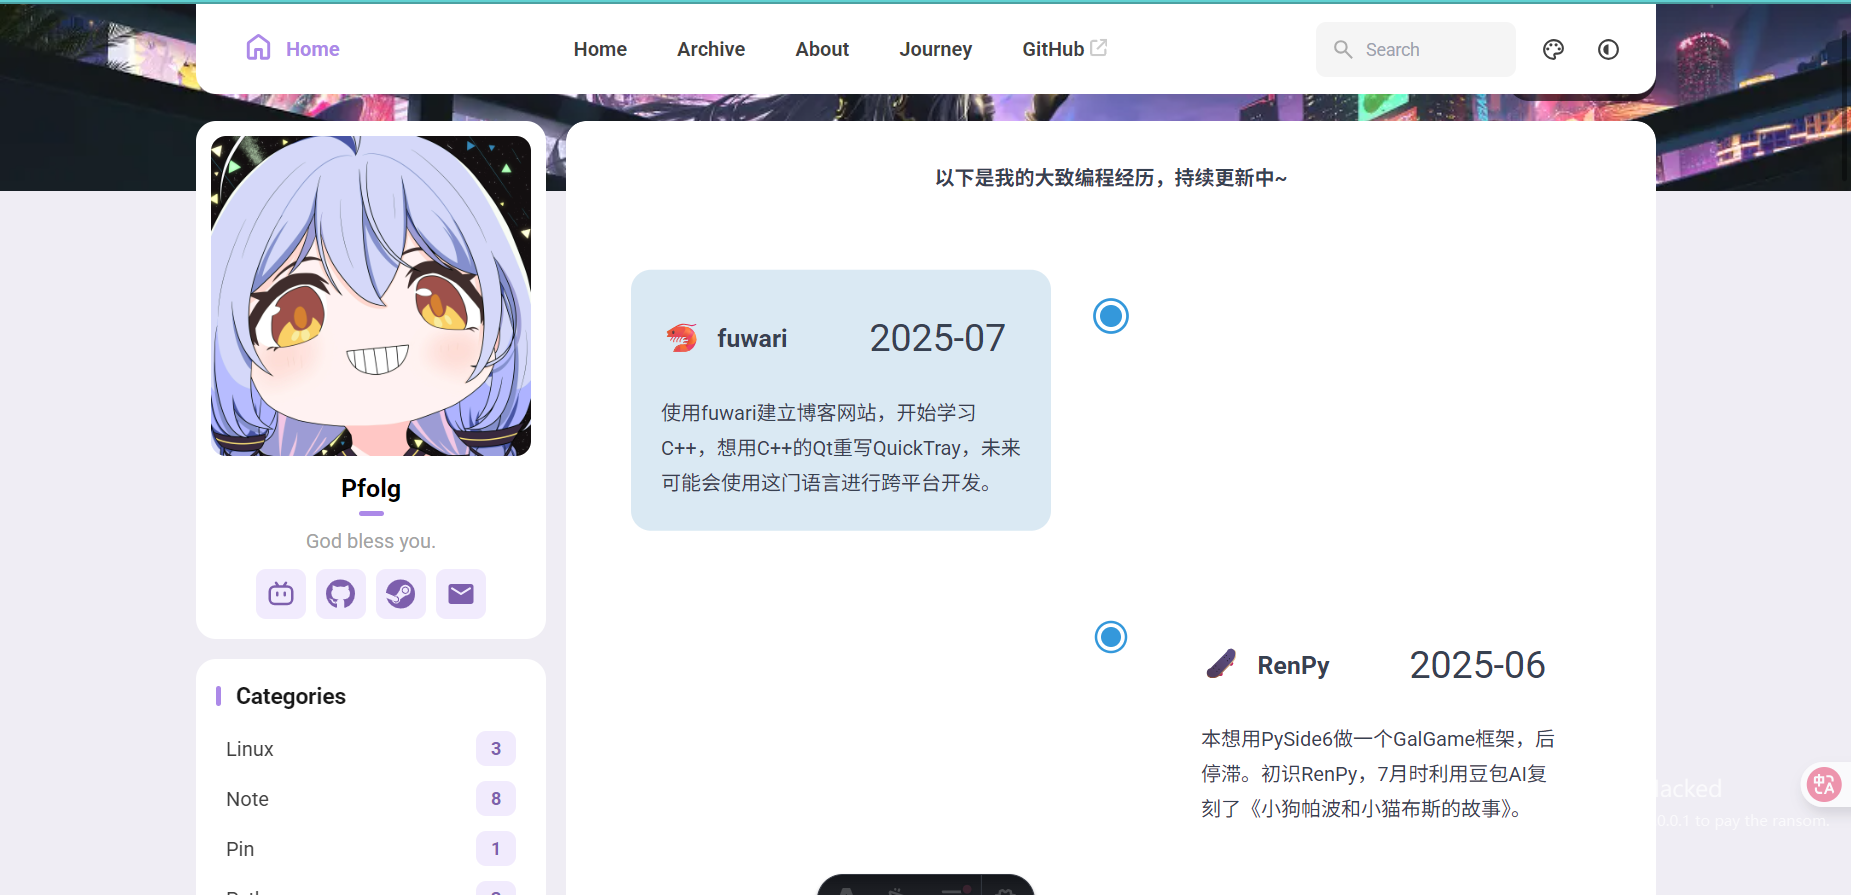 Home
Home
Archive
About
Journey
GitHub
Search
以下是我的大致编程经历，持续更新中~
fuwari
2025-07
使用fuwari建立博客网站，开始学习
C++，想用C++的Qt重写QuickTray，未来
可能会使用这门语言进行跨平台开发。
Pfolg
God bless you.
RenPy
2025-06
本想用PySide6做一个GalGame框架，后
停滞。初识RenPy，7月时利用豆包AI复
刻了《小狗帕波和小猫布斯的故事》。
Categories
Linux
3
Note
8
Pin
1
to pay the ransom.
中
A